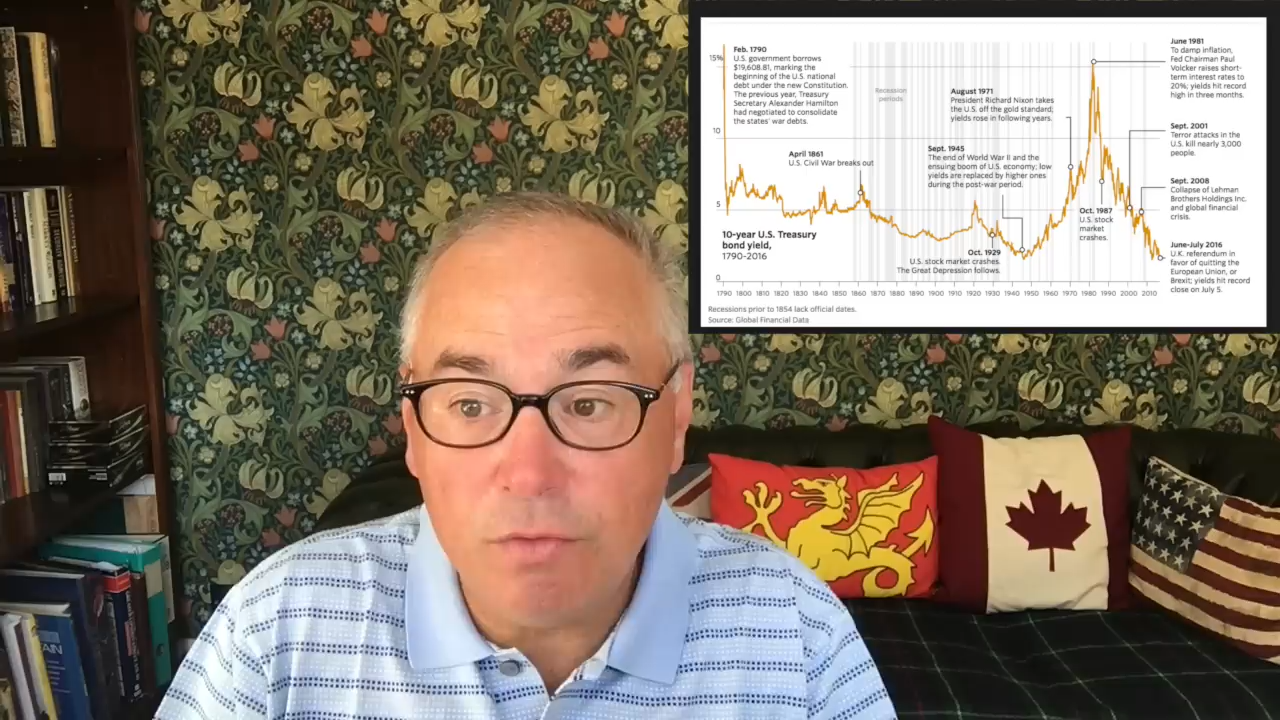 15%
10
5
0
Feb. 1790
U.S. government borrows
$19,608.81, marking the
beginning of the U.S. national
debt under the new Constitution.
The previous year, Treasury
Secretary Alexander Hamilton
had negotiated to consolidate
the states' war debts.
Recession
periods
April 1861
U.S. Civil War breaks out
August 1971
President Richard Nixon takes
the U.S. off the gold standard;
yields rose in following years.
Sept. 1945
The end of World War II and the
ensuing boom of U.S. economy; low
yields are replaced by higher ones
during the post-war period.
June 1981
To damp inflation,
Fed Chairman Paul
Volcker raises short-
term interest rates to
20%; yields hit record
high in three months.
Sept. 2001
Terror attacks in the
U.S. kill nearly 3,000
people.
Sept. 2008
Collapse of Lehman
Brothers Holdings Inc.
and global financial
crisis.
Oct. 1987
U.S. stock
market
crashes.
10-year U.S. Treasury
bond yield,
1790-2016
Oct. 1929
U.S. stock market crashes.
The Great Depression follows.
June-July 2016
U.K. referendum in
favor of quitting the
European Union, or
Brexit; yields hit record
close on July 5.
1790 1800 1810 1820 1830 1840 1850 1860 1870 1880 1890 1900 1910 1920 1930 1940 1950 1960 1970 1980 1990 2000 2010
Recessions prior to 1854 lack official dates.
Source: Global Financial Data